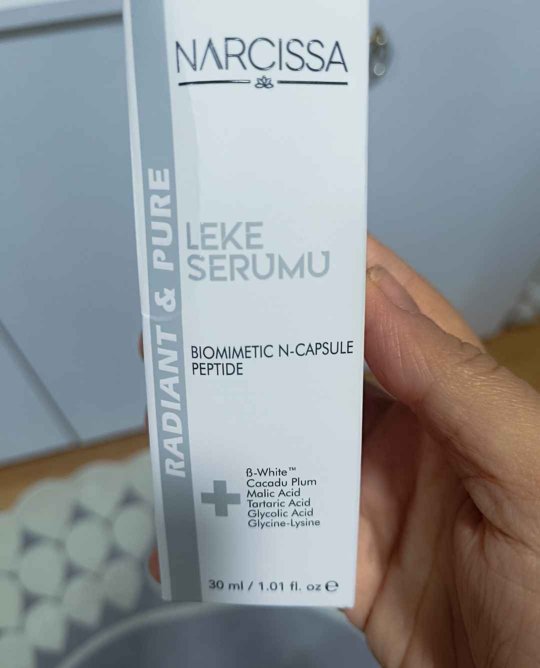 NARCISSA
RADIANT & PURE
LEKE
SERUMU
BIOMIMETIC N-CAPSULE
PEPTIDE
+
ß-White™
Cacadu Plum
Malic Acid
Tartaric Acid
Glycolic Acid
Glycine-Lysine
30 ml / 1.01 fl. oz ℮